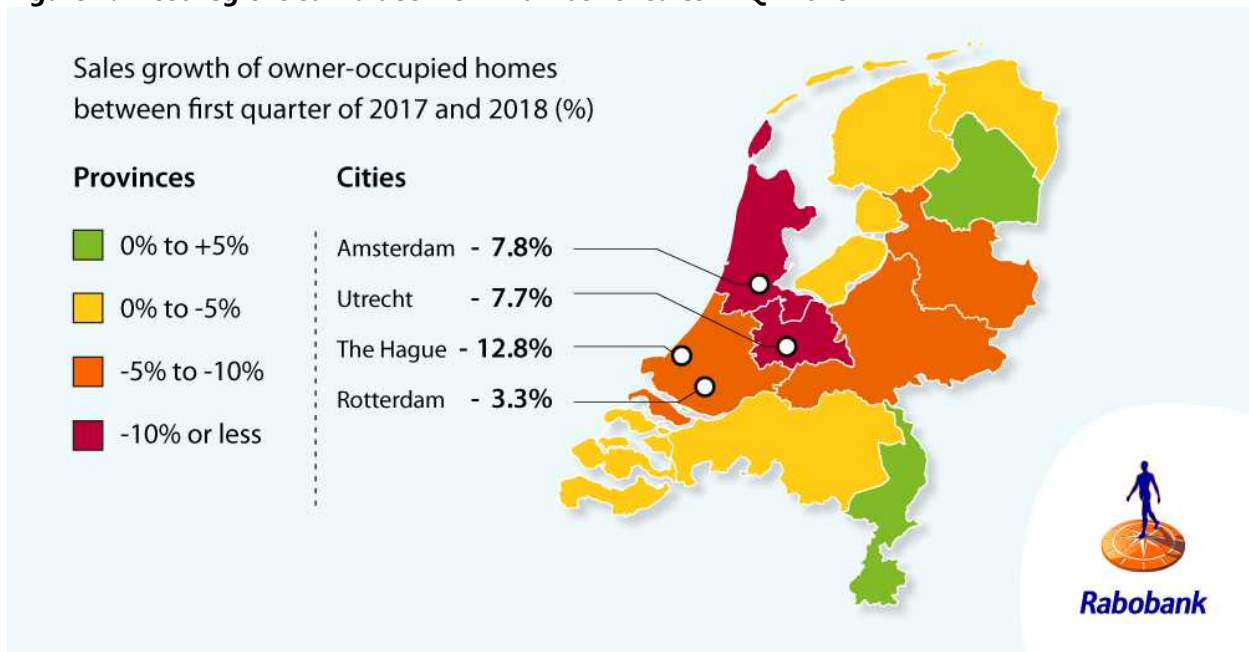 Sales growth of owner-occupied homes
between first quarter of 2017 and 2018 (%)
Provinces
0% to +5%
0% to -5%
-5% to -10%
-10% or less
Cities
Amsterdam - 7.8%
Utrecht - 7.7%
The Hague - 12.8%
Rotterdam - 3.3%
Rabobank